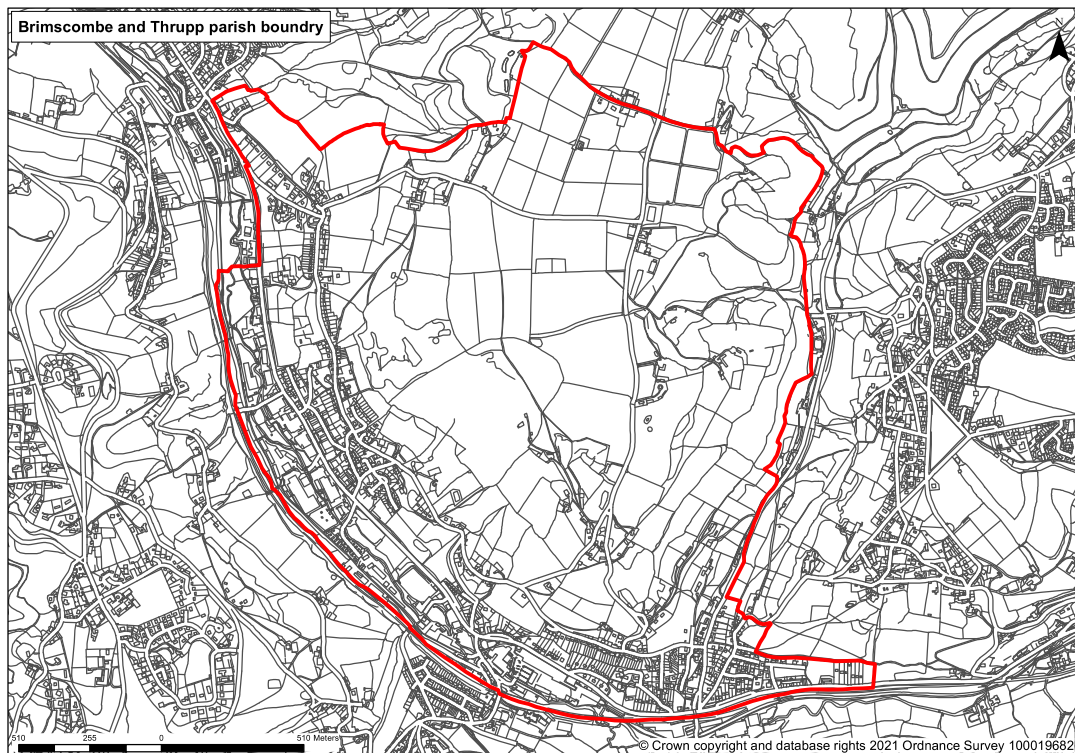 Brimscombe and Thrupp parish boundry
N
510 255 0 510 Meters
© Crown copyright and database rights 2021 Ordnance Survey 100019682